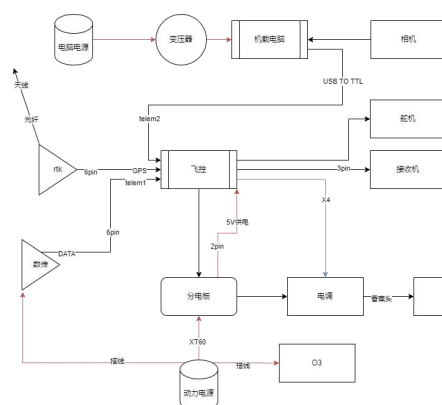 电脑电源
变压器
机载电脑
相机
USB TO TTL
天线
telem2
光纤
舵机
rtk
6pin
GPS
telem1
飞控
3pin
接收机
6pin
X4
5V供电
DATA
数传
2pin
分电板
电调
香蕉头
XT60
搭线
搭线
O3
动力电源